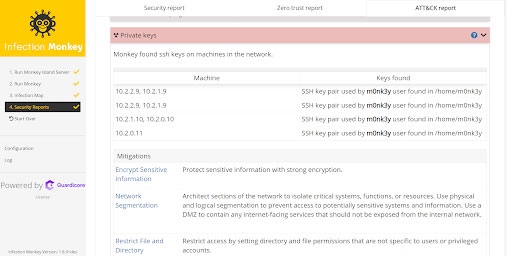 Infection Monkey
1. Run Monkey Island Server
2. Run Monkey
3. Infection Map
4. Security Reports
Start Over
Configuration
Log
Powered by Guardicore
License
Infection Monkey Version: 1.8.0+dev
Security report
Zero trust report
ATT&CK report
Private keys
Monkey found ssh keys on machines in the network.
Machine
Keys found
10.2.2.9, 10.2.1.9
SSH key pair used by m0nk3y user found in /home/m0nk3y
10.2.2.9, 10.2.1.9
SSH key pair used by m0nk3y user found in /home/m0nk3y
10.2.1.10, 10.2.0.10
SSH key pair used by m0nk3y user found in /home/m0nk3y
10.2.0.11
SSH key pair used by m0nk3y user found in /home/m0nk3y
Mitigations
Encrypt Sensitive
Information
Protect sensitive information with strong encryption.
Network
Segmentation
Architect sections of the network to isolate critical systems, functions, or resources. Use physical
and logical segmentation to prevent access to potentially sensitive systems and information. Use a
DMZ to contain any internet-facing services that should not be exposed from the internal network.
Restrict File and
Directory
Restrict access by setting directory and file permissions that are not specific to users or privileged
accounts.